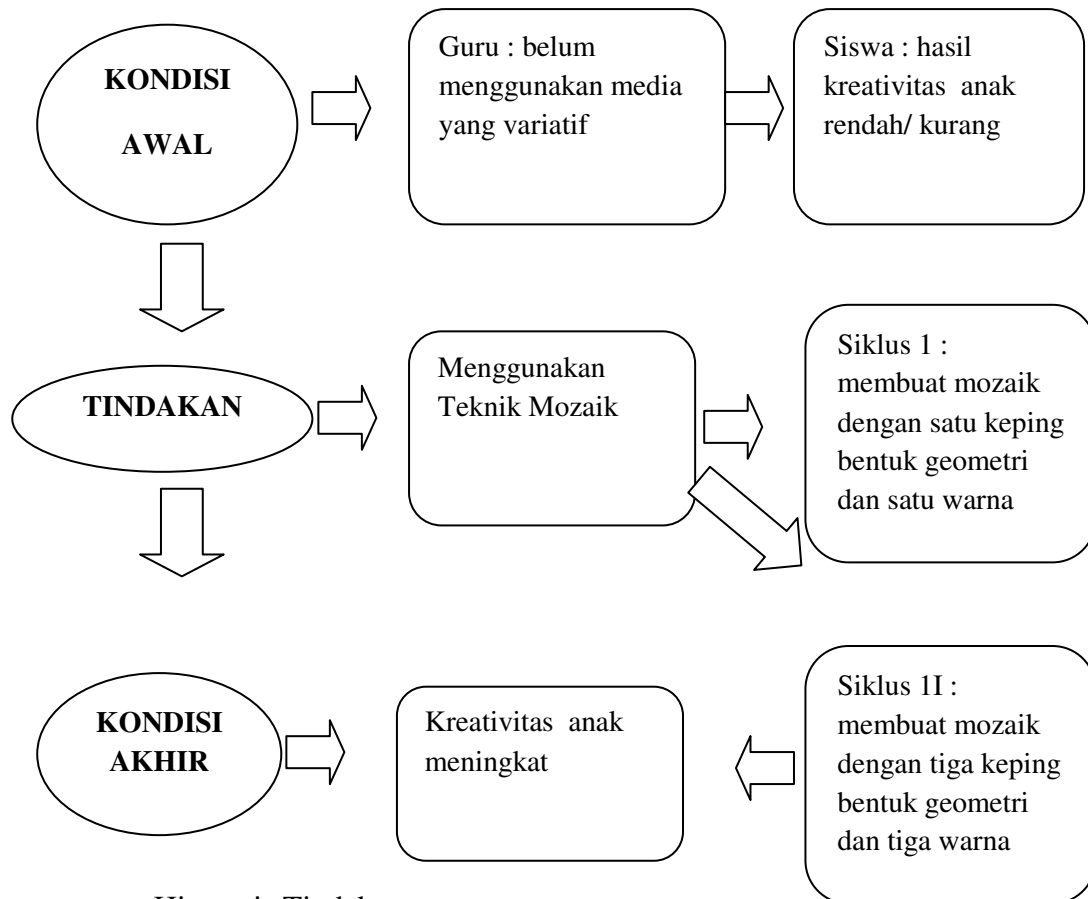 KONDISI
AWAL
Guru : belum
menggunakan media
yang variatif
Siswa : hasil
kreativitas anak
rendah/ kurang
TINDAKAN
Menggunakan
Teknik Mozaik
Siklus 1 :
membuat mozaik
dengan satu keping
bentuk geometri
dan satu warna
KONDISI
AKHIR
Kreativitas anak
meningkat
Siklus 1I :
membuat mozaik
dengan tiga keping
bentuk geometri
dan tiga warna